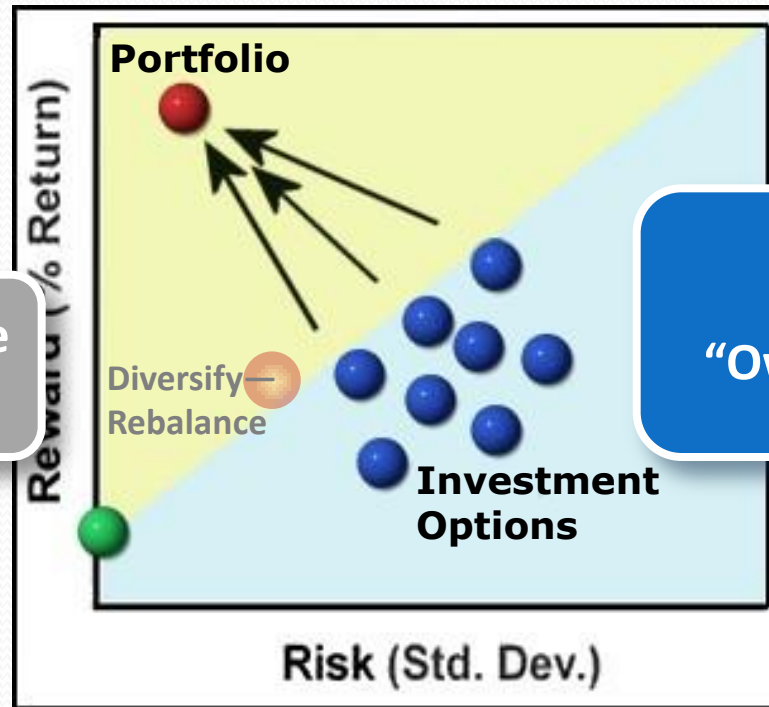 Portfolio
Reward (% Return)
Diversify
Rebalance
Investment
Options
Risk (Std. Dev.)